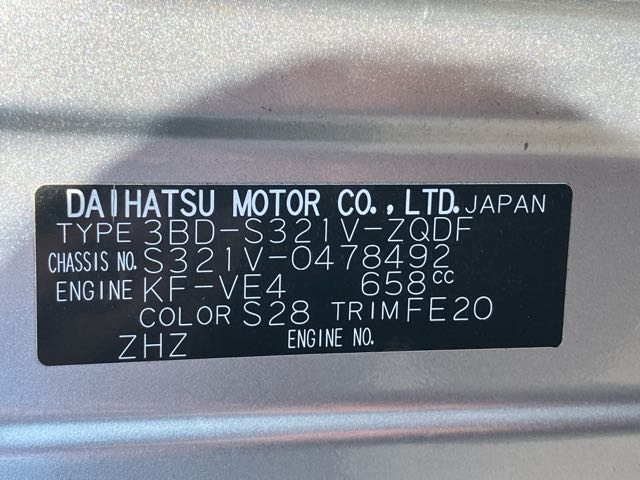 DAIHATSU MOTOR CO., LTD. JAPAN
TYPE 3BD-S321V-ZQDF
CHASSIS NO. S321V-0478492
ENGINE KF-VE4 658cc
COLOR S28 TRIM FE20
ZHZ ENGINE NO.